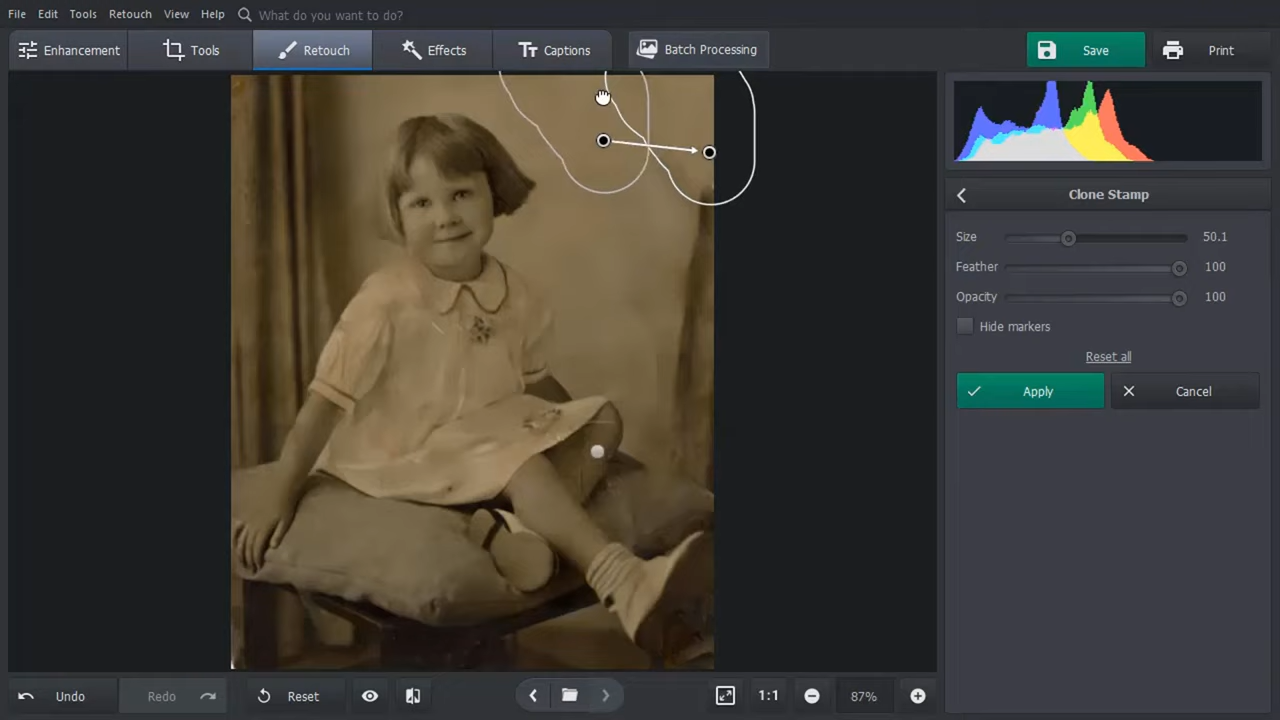 File Edit Tools Retouch View Help What do you want to do?
Enhancement Tools Retouch Effects Captions Batch Processing Save Print
Clone Stamp
Size 50.1
Feather 100
Opacity 100
Hide markers
Reset all
Apply Cancel
Undo Redo Reset 1:1 87%